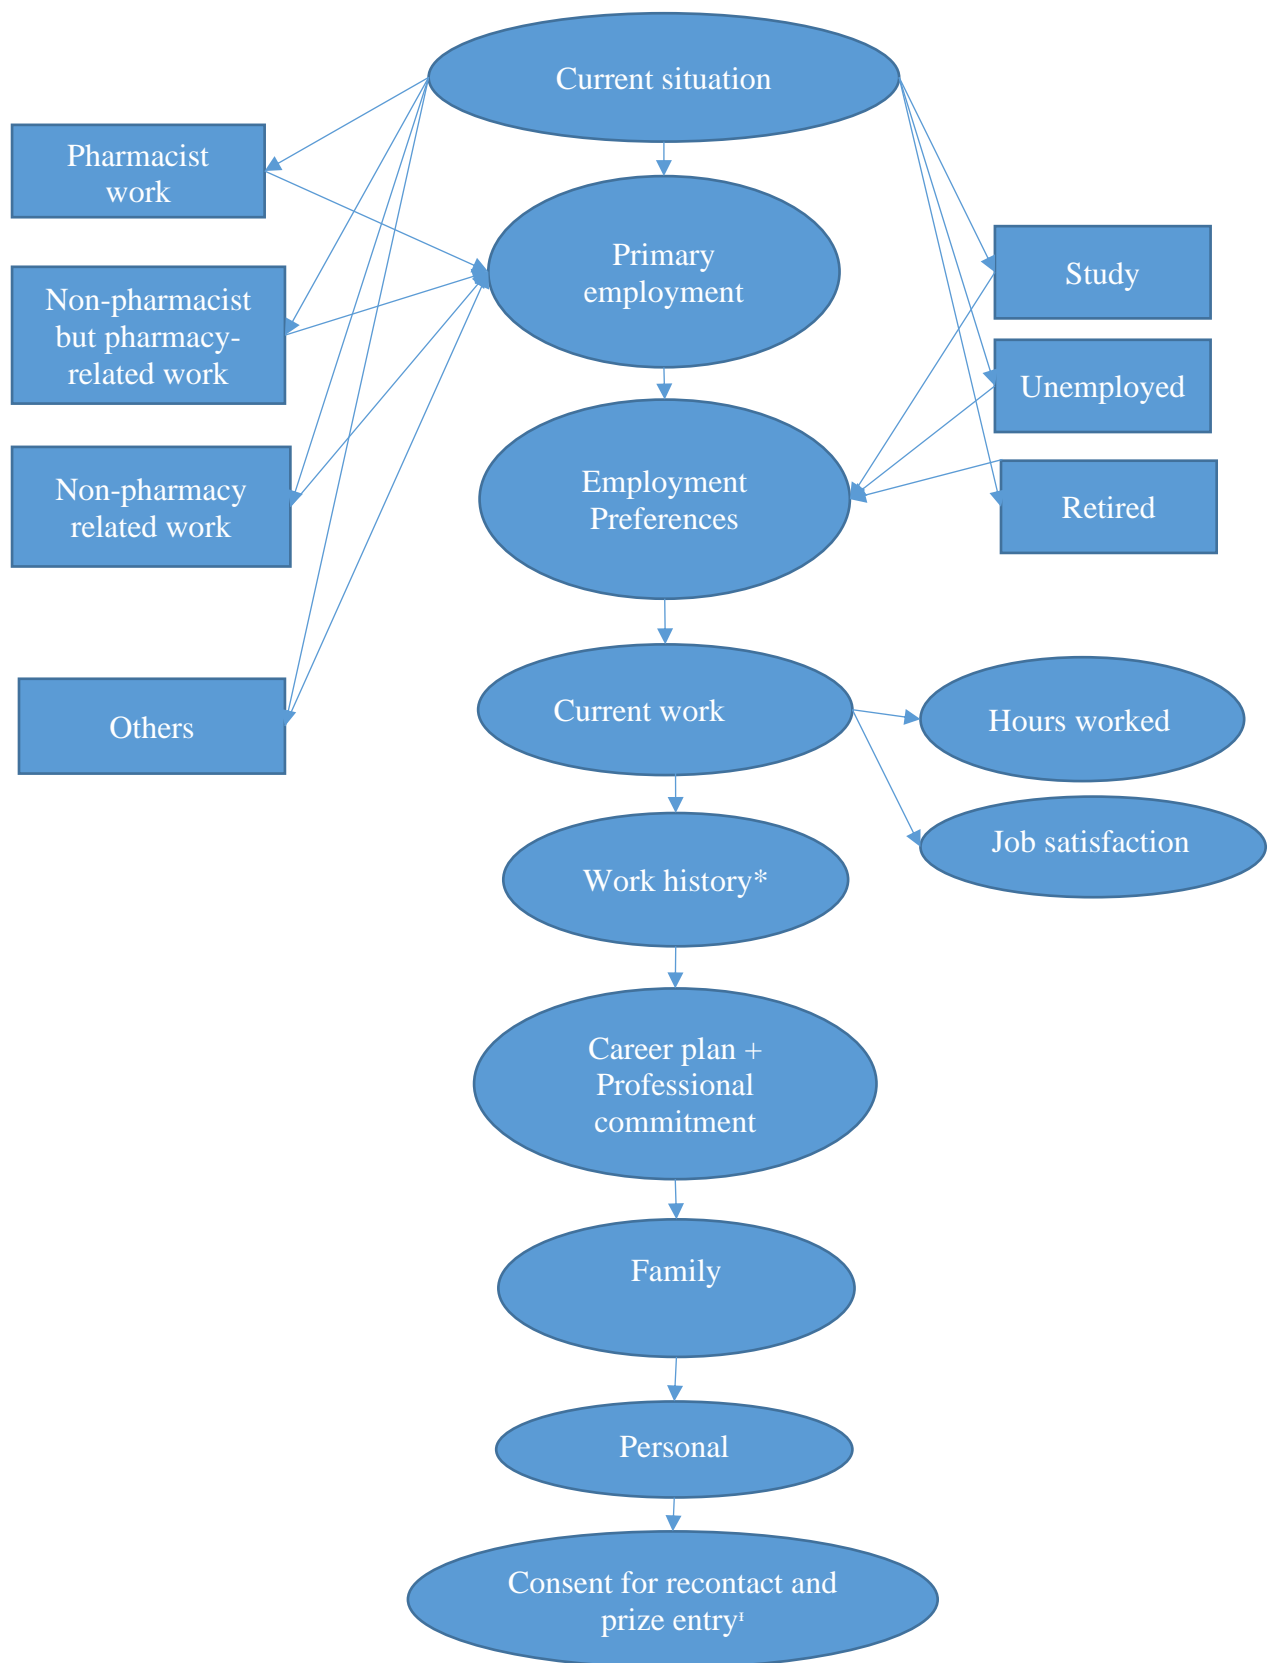 Current situation
Pharmacist
work
Primary
employment
Study
Non-pharmacist
but pharmacy-
related work
Unemployed
Employment
Preferences
Non-pharmacy
related work
Retired
Current work
Hours worked
Others
Job satisfaction
Work history*
Career plan +
Professional
commitment
Family
Personal
Consent for recontact and
prize entryᵻ